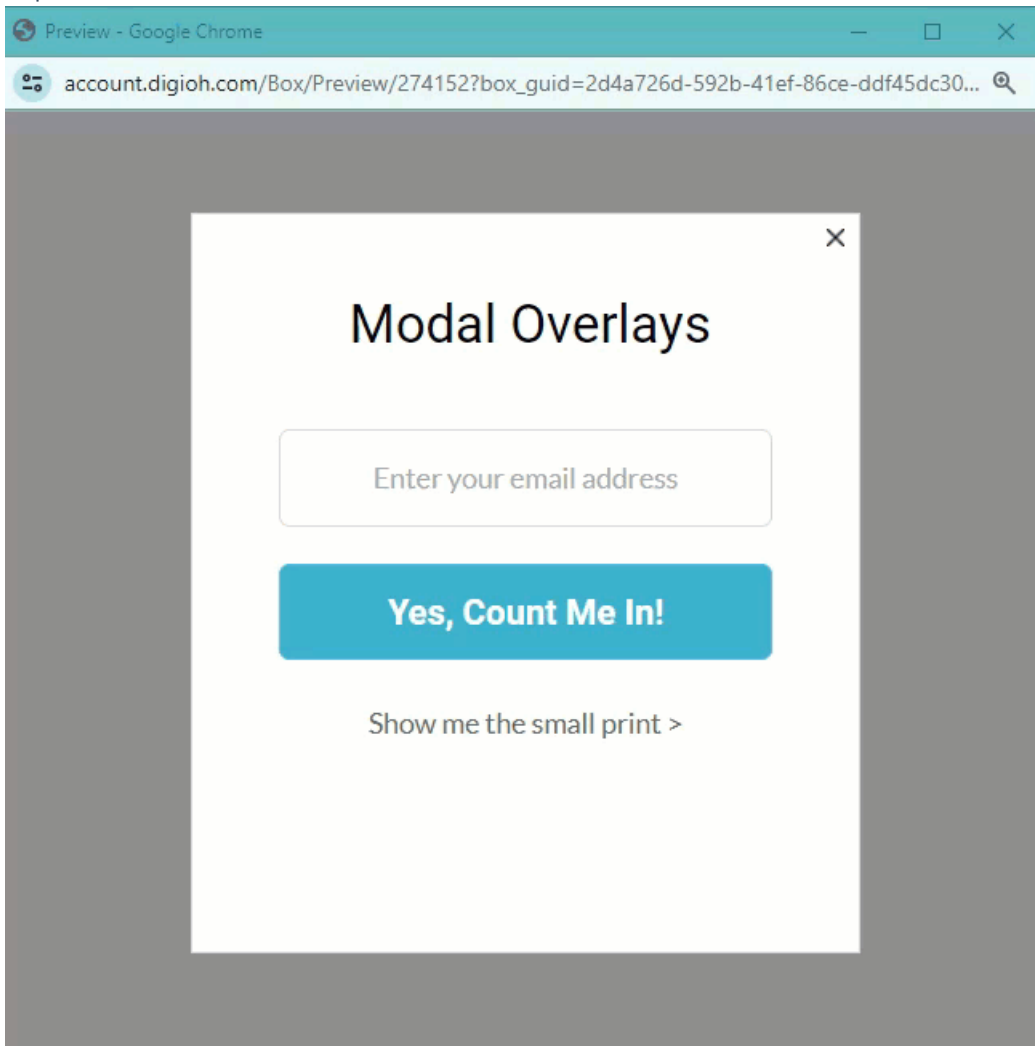 Preview - Google Chrome
account.digioh.com/Box/Preview/274152?box_guid=2d4a726d-592b-41ef-86ce-ddf45dc30...
Modal Overlays
Enter your email address
Yes, Count Me In!
Show me the small print >